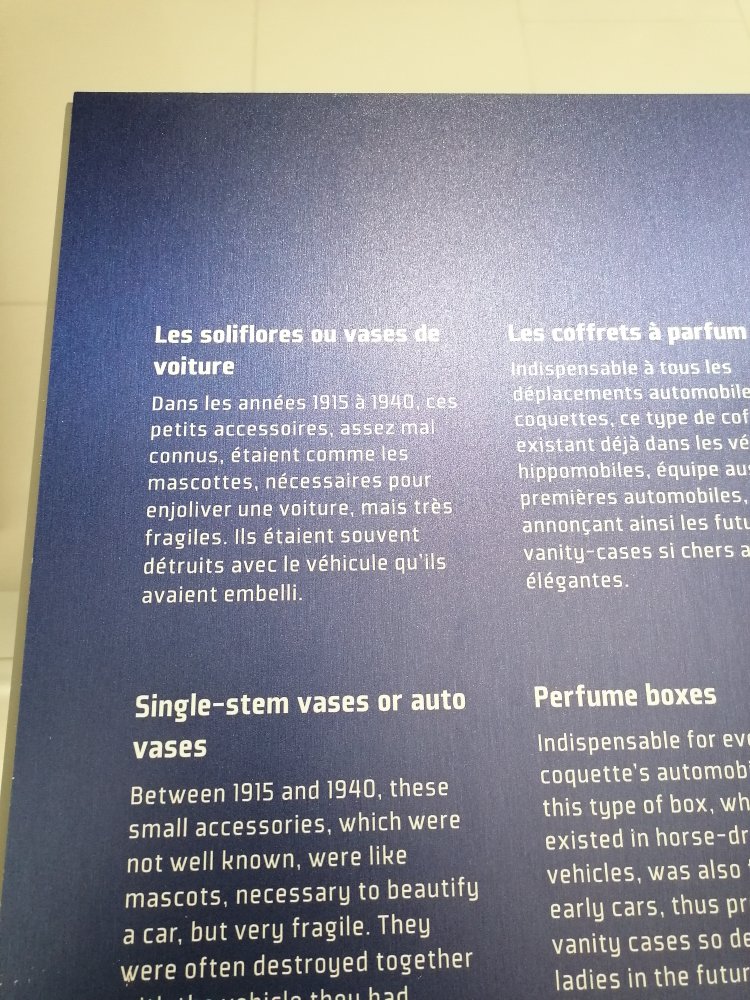 Les soliflores ou vases de
voiture
Dans les années 1915 à 1940, ces
petits accessoires, assez mal
connus, étaient comme les
mascottes, nécessaires pour
enjoliver une voiture, mais très
fragiles. Ils étaient souvent
détruits avec le véhicule qu'ils
avaient embelli.
Les coffrets à parfum
Indispensable à tous les
déplacements automobile
coquettes, ce type de cof
existant déjà dans les vé
hippomobiles, équipe au
premières automobiles,
annonçant ainsi les futu
vanity-cases si chers a
élégantes.
Single-stem vases or auto
vases
Between 1915 and 1940, these
small accessories, which were
not well known, were like
mascots, necessary to beautify
a car, but very fragile. They
were often destroyed together
with the vehicle they had
Perfume boxes
Indispensable for eve
coquette's automobi
this type of box, wh
existed in horse-dr
vehicles, was also
early cars, thus pr
vanity cases so de
ladies in the futur